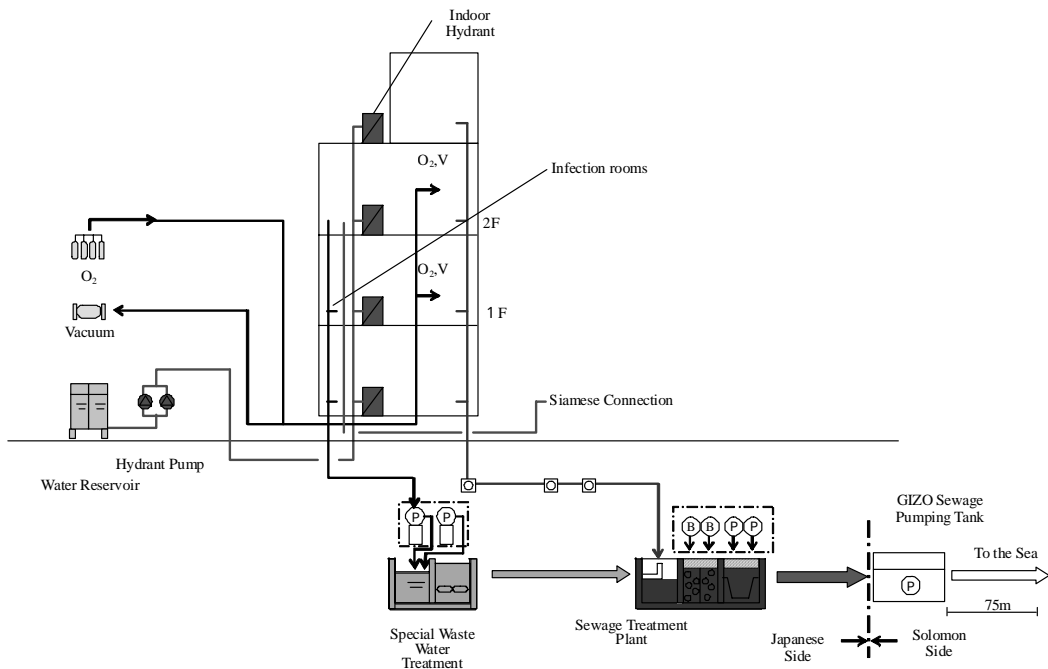 Indoor
Hydrant
O2,V
Infection rooms
2F
O2
O2,V
1F
Vacuum
Siamese Connection
Hydrant Pump
Water Reservoir
GIZO Sewage
Pumping Tank
P P
B B P P
To the Sea
P
75m
Special Waste
Water
Treatment
Sewage Treatment
Plant
Japanese
Side
Solomon
Side